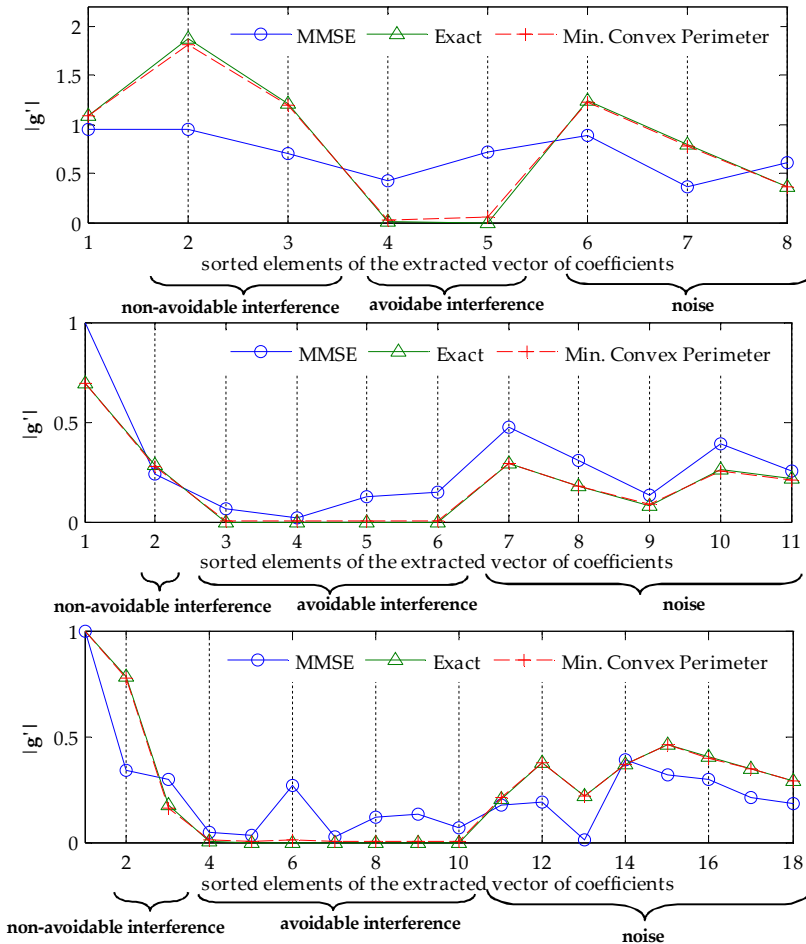 2
1.5
1
0.5
0
|g'|
MMSE Exact Min. Convex Perimeter
1 2 3 4 5 6 7 8
sorted elements of the extracted vector of coefficients
non-avoidable interference avoidabe interference noise
1
0.5
0
|g'|
MMSE Exact Min. Convex Perimeter
1 2 3 4 5 6 7 8 9 10 11
sorted elements of the extracted vector of coefficients
non-avoidable interference avoidable interference noise
1
0.5
0
|g'|
MMSE Exact Min. Convex Perimeter
2 4 6 8 10 12 14 16 18
sorted elements of the extracted vector of coefficients
non-avoidable interference avoidable interference noise